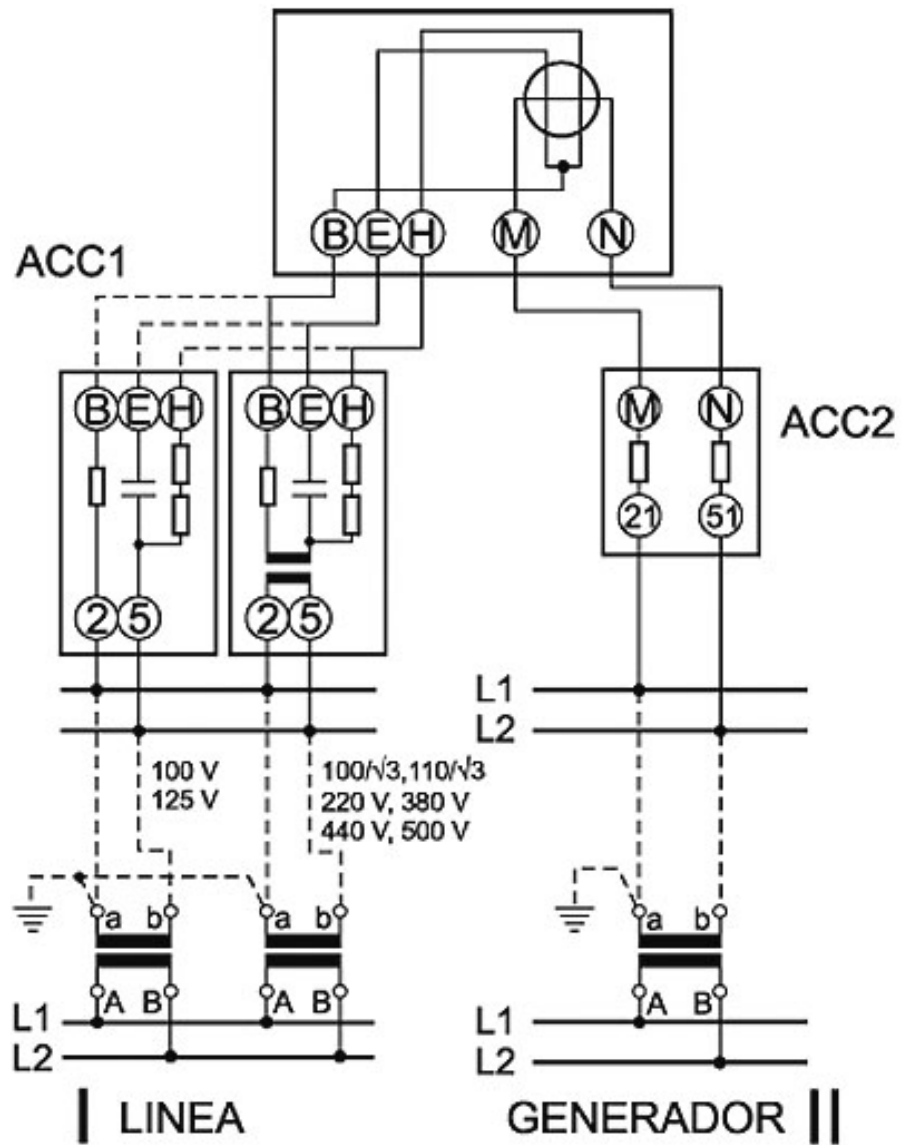 B E H M N
ACC1
B E H
B E H
M N
ACC2
21 51
2 5
2 5
L1
L2
100 V
125 V
100/√3,110/√3
220 V, 380 V
440 V, 500 V
a b
a b
a b
A B
A B
A B
L1
L2
L1
L2
I LINEA
GENERADOR II